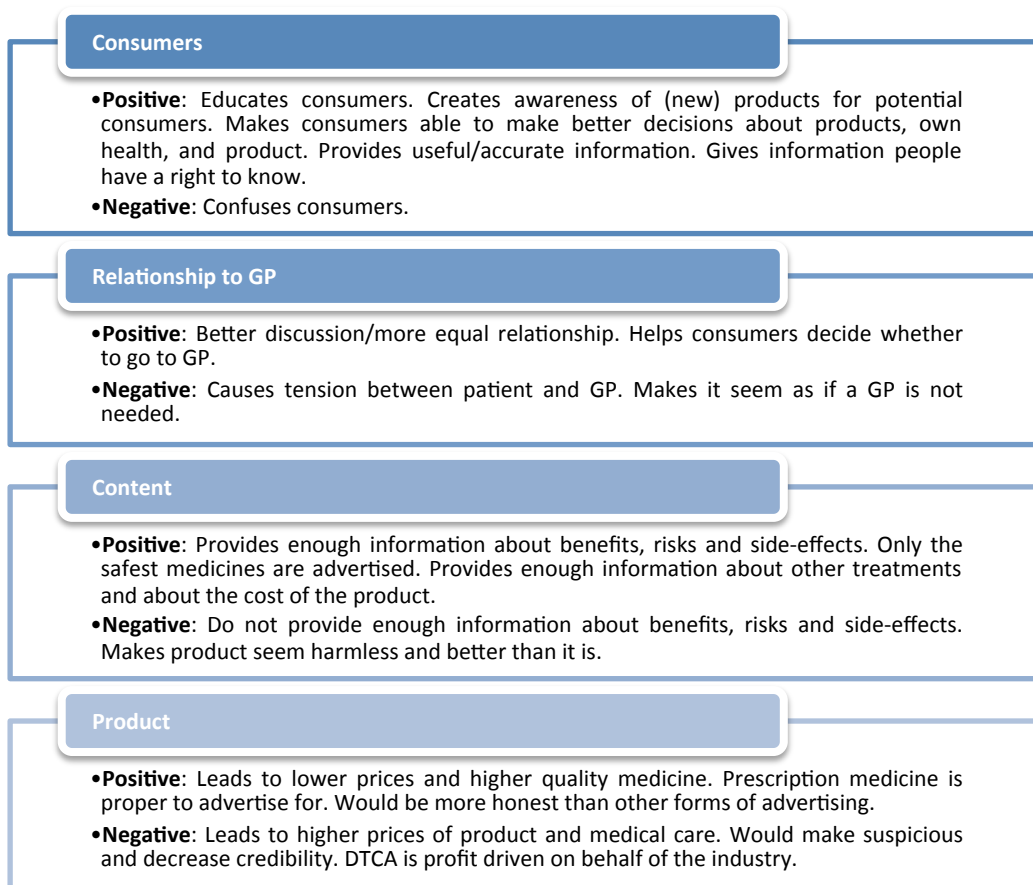 Consumers
•Positive: Educates consumers. Creates awareness of (new) products for potential
consumers. Makes consumers able to make better decisions about products, own
health, and product. Provides useful/accurate information. Gives information people
have a right to know.
•Negative: Confuses consumers.
Relationship to GP
•Positive: Better discussion/more equal relationship. Helps consumers decide whether
to go to GP.
•Negative: Causes tension between patient and GP. Makes it seem as if a GP is not
needed.
Content
•Positive: Provides enough information about benefits, risks and side-effects. Only the
safest medicines are advertised. Provides enough information about other treatments
and about the cost of the product.
•Negative: Do not provide enough information about benefits, risks and side-effects.
Makes product seem harmless and better than it is.
Product
•Positive: Leads to lower prices and higher quality medicine. Prescription medicine is
proper to advertise for. Would be more honest than other forms of advertising.
•Negative: Leads to higher prices of product and medical care. Would make suspicious
and decrease credibility. DTCA is profit driven on behalf of the industry.